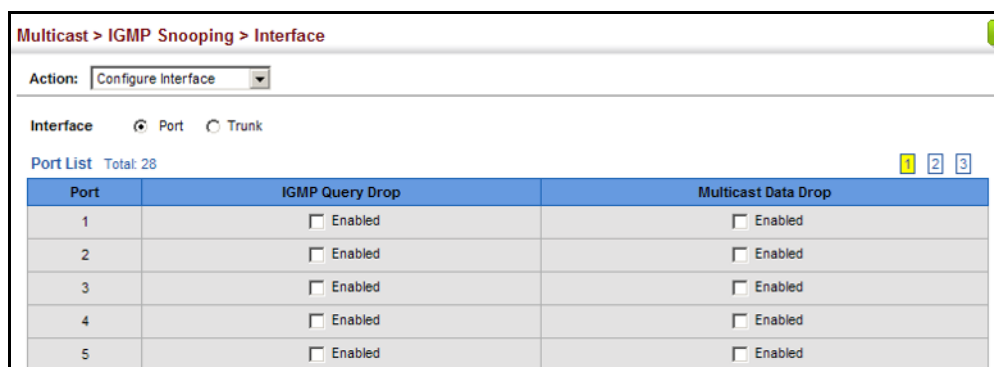 Multicast > IGMP Snooping > Interface
Action: Configure Interface
Interface Port Trunk
Port List Total: 28 1 2 3
Port IGMP Query Drop Multicast Data Drop
1 Enabled Enabled
2 Enabled Enabled
3 Enabled Enabled
4 Enabled Enabled
5 Enabled Enabled